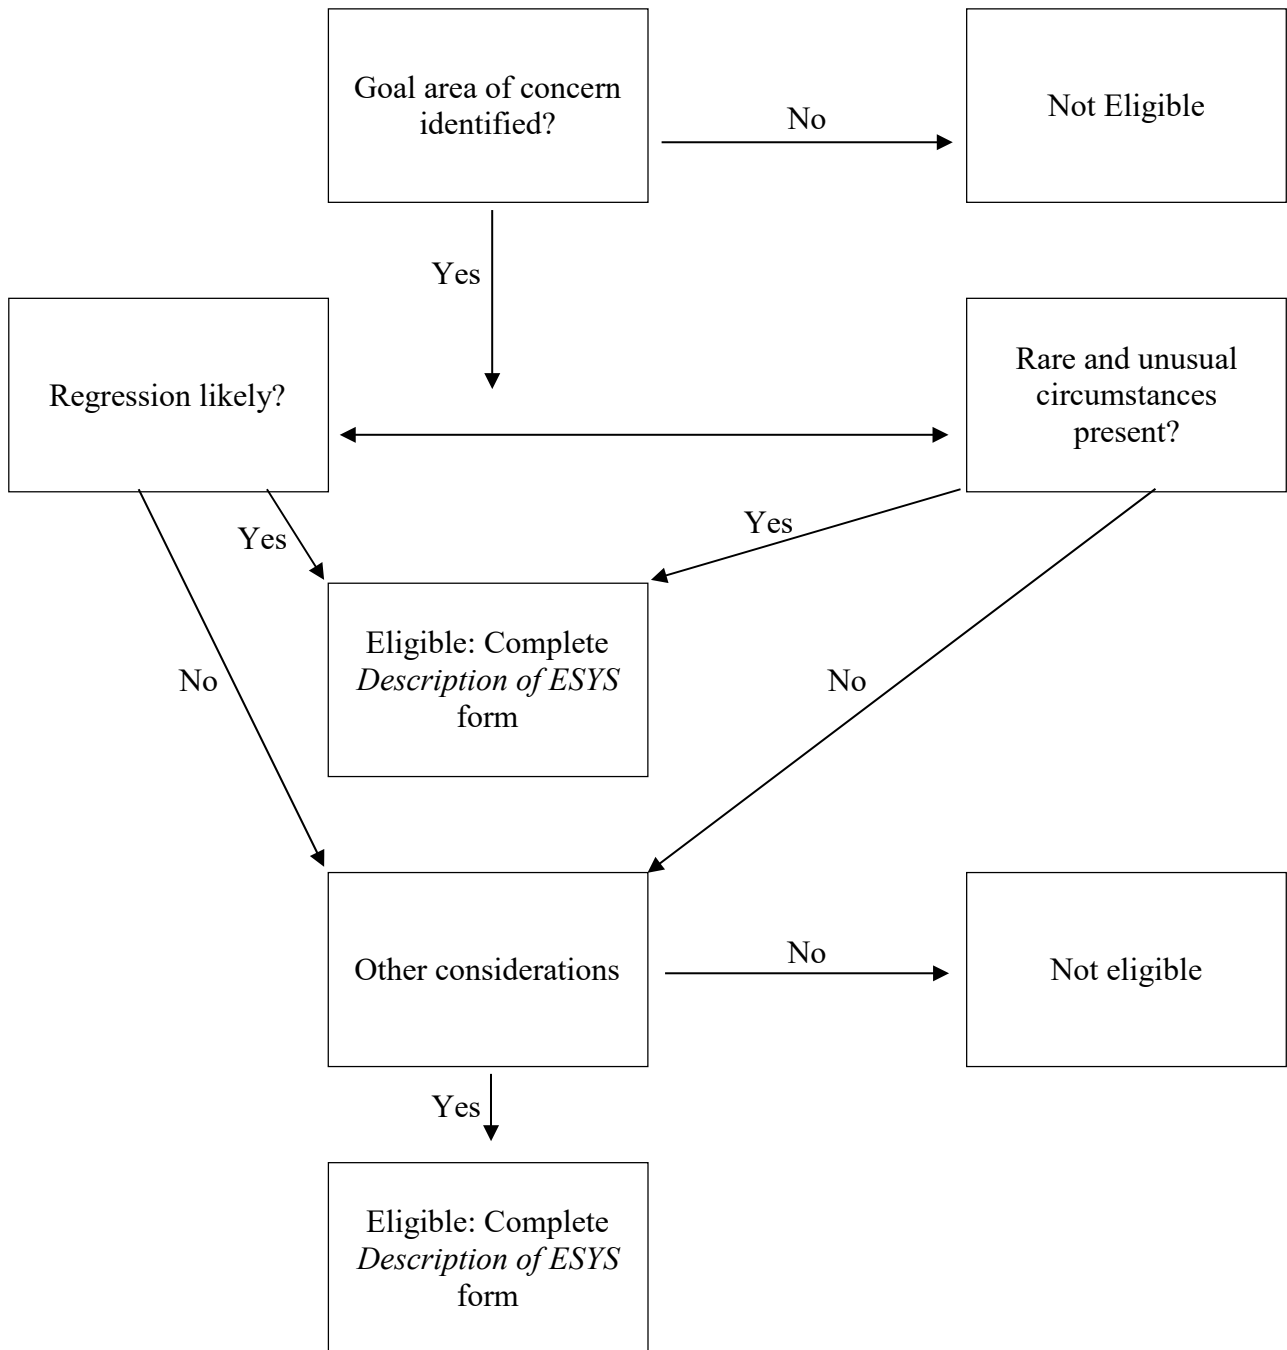 Goal area of concern
identified?
No
Not Eligible
Yes
Regression likely?
Rare and unusual
circumstances
present?
Yes
Yes
Eligible: Complete
Description of ESYS
form
No
No
Other considerations
No
Not eligible
Yes
Eligible: Complete
Description of ESYS
form